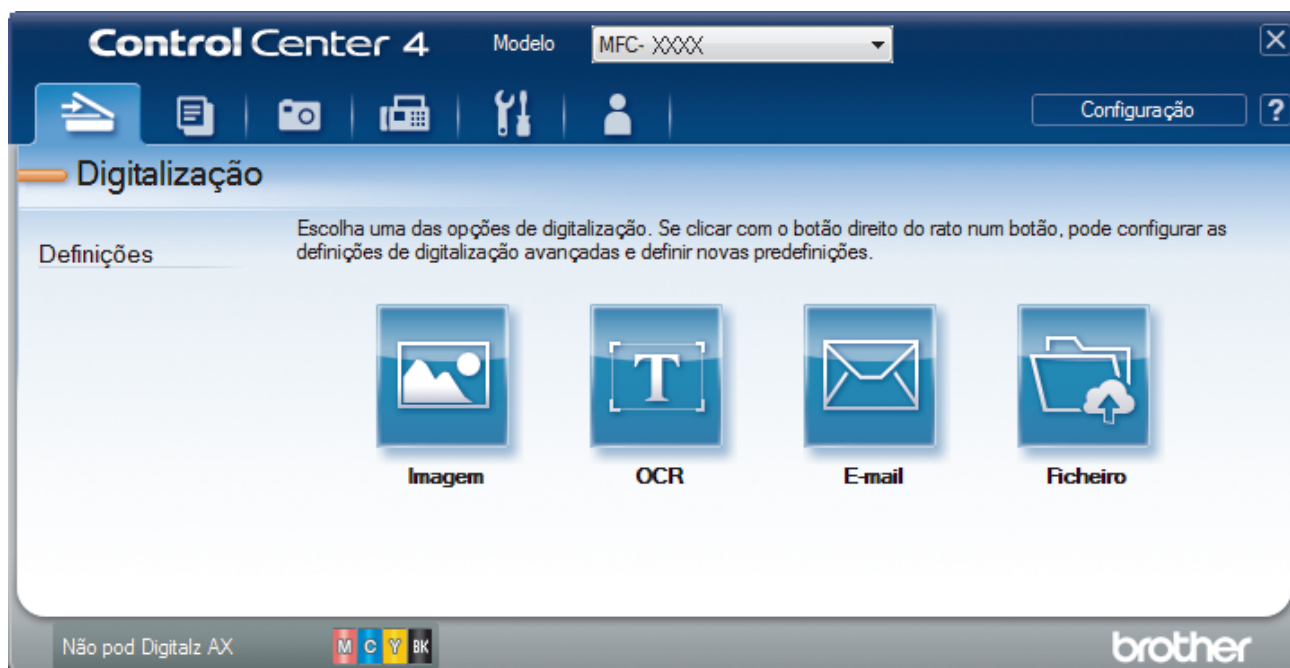 Control Center 4
Modelo
MFC- XXXX
Configuração
?
Digitalização
Definições
Escolha uma das opções de digitalização. Se clicar com o botão direito do rato num botão, pode configurar as
definições de digitalização avançadas e definir novas predefinições.
T
Imagem
OCR
E-mail
Ficheiro
Não pod Digitalz AX
M C Y BK
brother